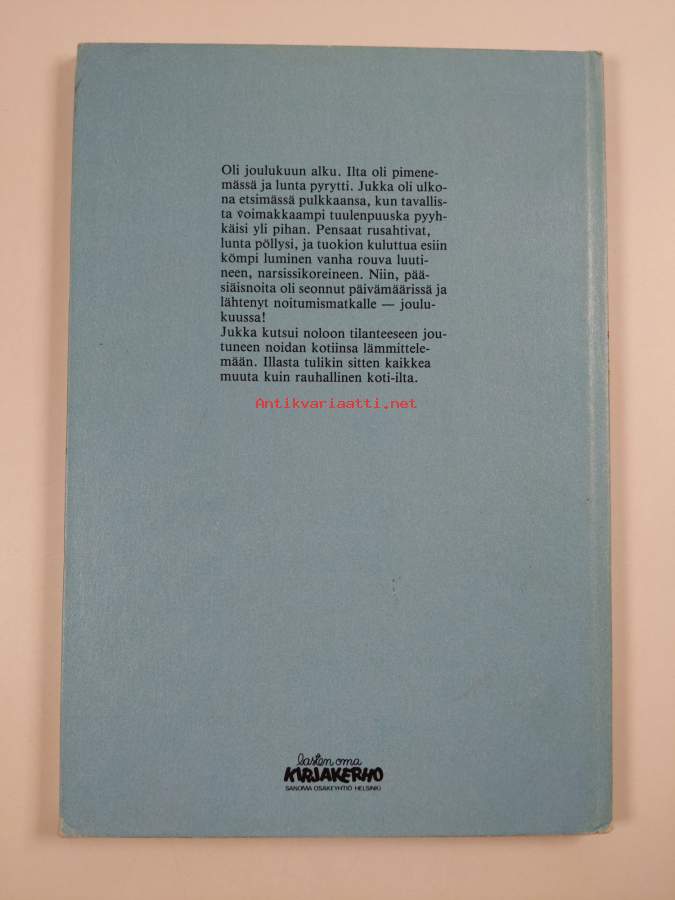 Oli joulukuun alku. Ilta oli pimene-
mässä ja lunta pyrytti. Jukka oli ulko-
na etsimässä pulkkaansa, kun tavallis-
ta voimakkaampi tuulenpuuska pyyh-
käisi yli pihan. Pensaat rusahtivat,
lunta pöllysi, ja tuokion kuluttua esiin
kömpi luminen vanha rouva luuti-
neen, narsissikoreineen. Niin, pää-
siäisnoita oli seonnut päivämäärissä ja
lähtenyt noitumismatkalle — joulu-
kuussa!
Jukka kutsui noloon tilanteeseen jou-
tuneen noidan kotiinsa lämmittele-
mään. Illasta tulikin sitten kaikkea
muuta kuin rauhallinen koti-ilta.
Antikvariaatti.net
lasten oma
KIRJAKERHO
SANOMA OSAKEYHTIÖ HELSINKI